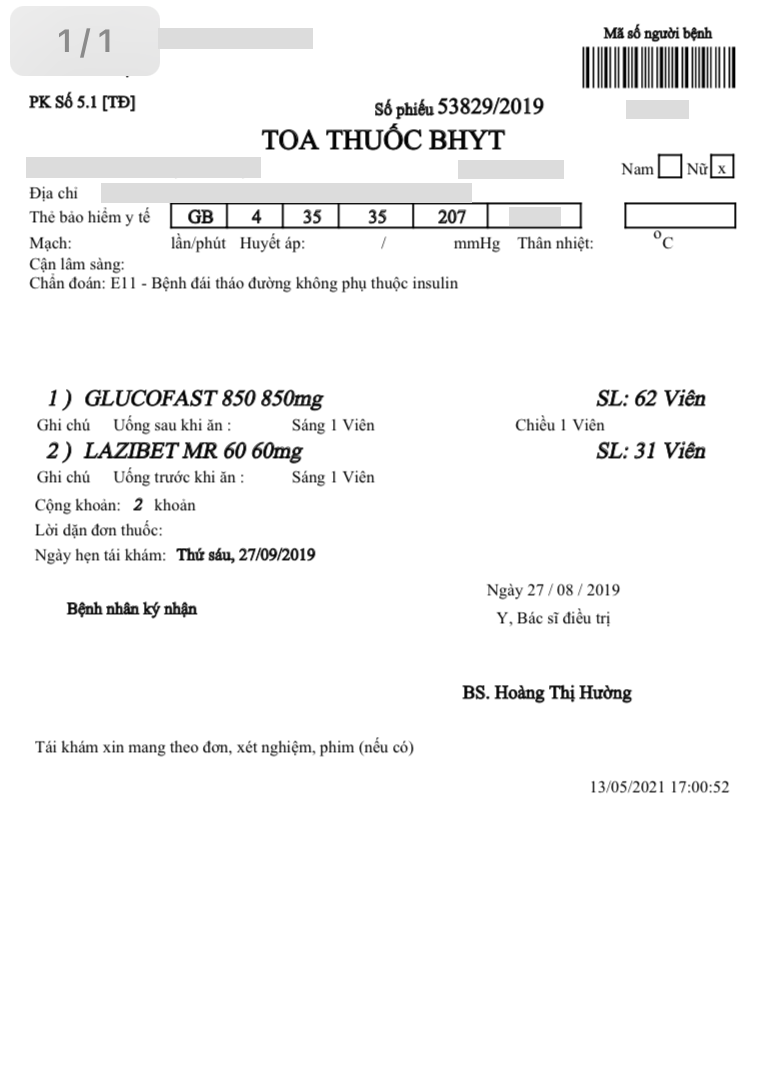 1/1
Mã số người bệnh
PK Số 5.1 [TĐ]
Số phiếu 53829/2019
TOA THUỐC BHYT
Nam Nữ x
Địa chỉ
Thẻ bảo hiểm y tế GB 4 35 35 207
Mạch: lần/phút Huyết áp: / mmHg Thân nhiệt: °C
Cận lâm sàng:
Chẩn đoán: E11 - Bệnh đái tháo đường không phụ thuộc insulin
1 ) GLUCOFAST 850 850mg SL: 62 Viên
Ghi chú Uống sau khi ăn : Sáng 1 Viên Chiều 1 Viên
2 ) LAZIBET MR 60 60mg SL: 31 Viên
Ghi chú Uống trước khi ăn : Sáng 1 Viên
Cộng khoản: 2 khoản
Lời dặn đơn thuốc:
Ngày hẹn tái khám: Thứ sáu, 27/09/2019
Ngày 27 / 08 / 2019
Bệnh nhân ký nhận
Y, Bác sĩ điều trị
BS. Hoàng Thị Hường
Tái khám xin mang theo đơn, xét nghiệm, phim (nếu có)
13/05/2021 17:00:52